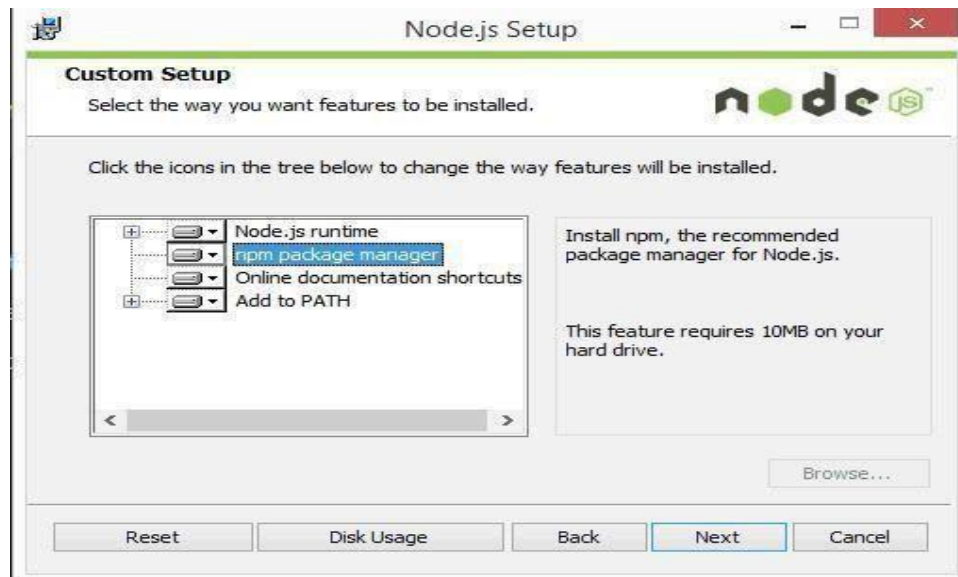 Node.js Setup
Custom Setup
Select the way you want features to be installed.
node
JS
Click the icons in the tree below to change the way features will be installed.
Node.js runtime
npm package manager
Online documentation shortcuts
Add to PATH
Install npm, the recommended
package manager for Node.js.
This feature requires 10MB on your
hard drive.
Browse...
Reset
Disk Usage
Back
Next
Cancel